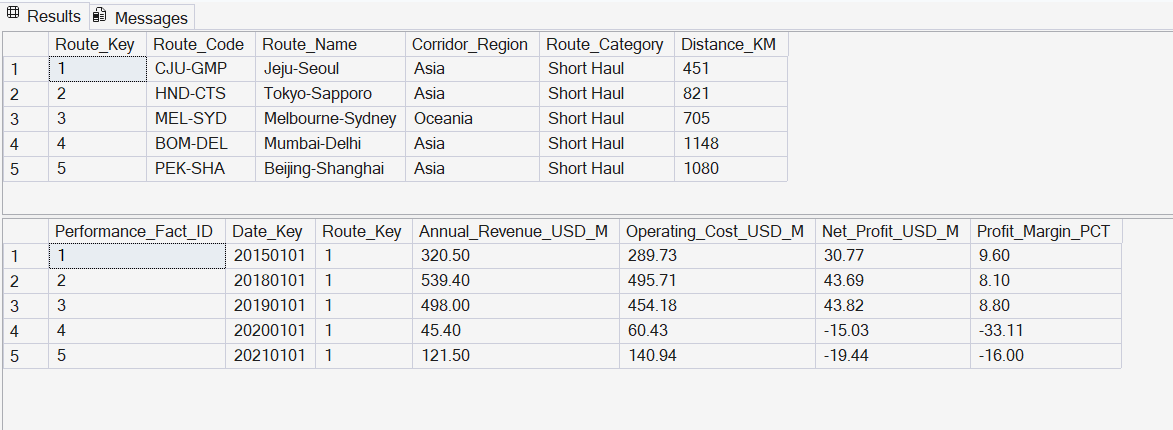 Results Messages
Route_Key Route_Code Route_Name Corridor_Region Route_Category Distance_KM
1 1 CJU-GMP Jeju-Seoul Asia Short Haul 451
2 2 HND-CTS Tokyo-Sapporo Asia Short Haul 821
3 3 MEL-SYD Melbourne-Sydney Oceania Short Haul 705
4 4 BOM-DEL Mumbai-Delhi Asia Short Haul 1148
5 5 PEK-SHA Beijing-Shanghai Asia Short Haul 1080
Performance_Fact_ID Date_Key Route_Key Annual_Revenue_USD_M Operating_Cost_USD_M Net_Profit_USD_M Profit_Margin_PCT
1 1 20150101 1 320.50 289.73 30.77 9.60
2 2 20180101 1 539.40 495.71 43.69 8.10
3 3 20190101 1 498.00 454.18 43.82 8.80
4 4 20200101 1 45.40 60.43 -15.03 -33.11
5 5 20210101 1 121.50 140.94 -19.44 -16.00